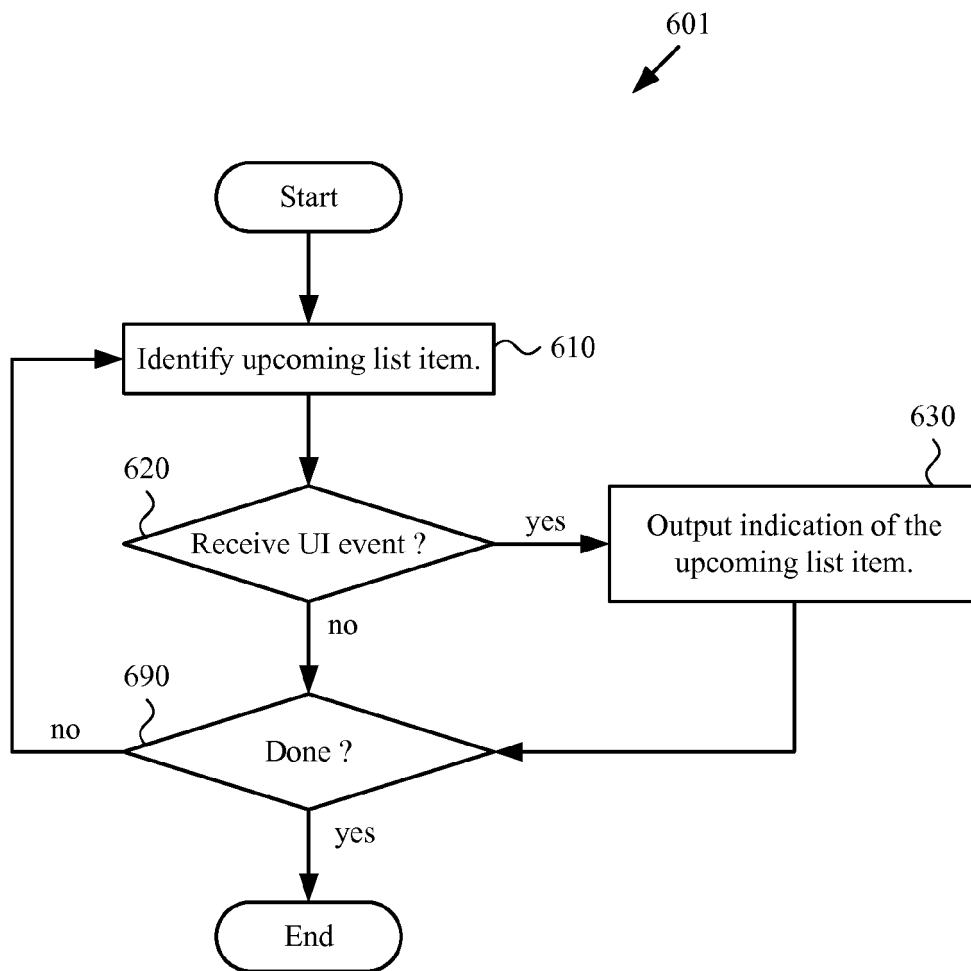 601
Start
Identify upcoming list item.
610
620
630
Receive UI event ?
yes
Output indication of the
upcoming list item.
no
690
no
Done ?
yes
End